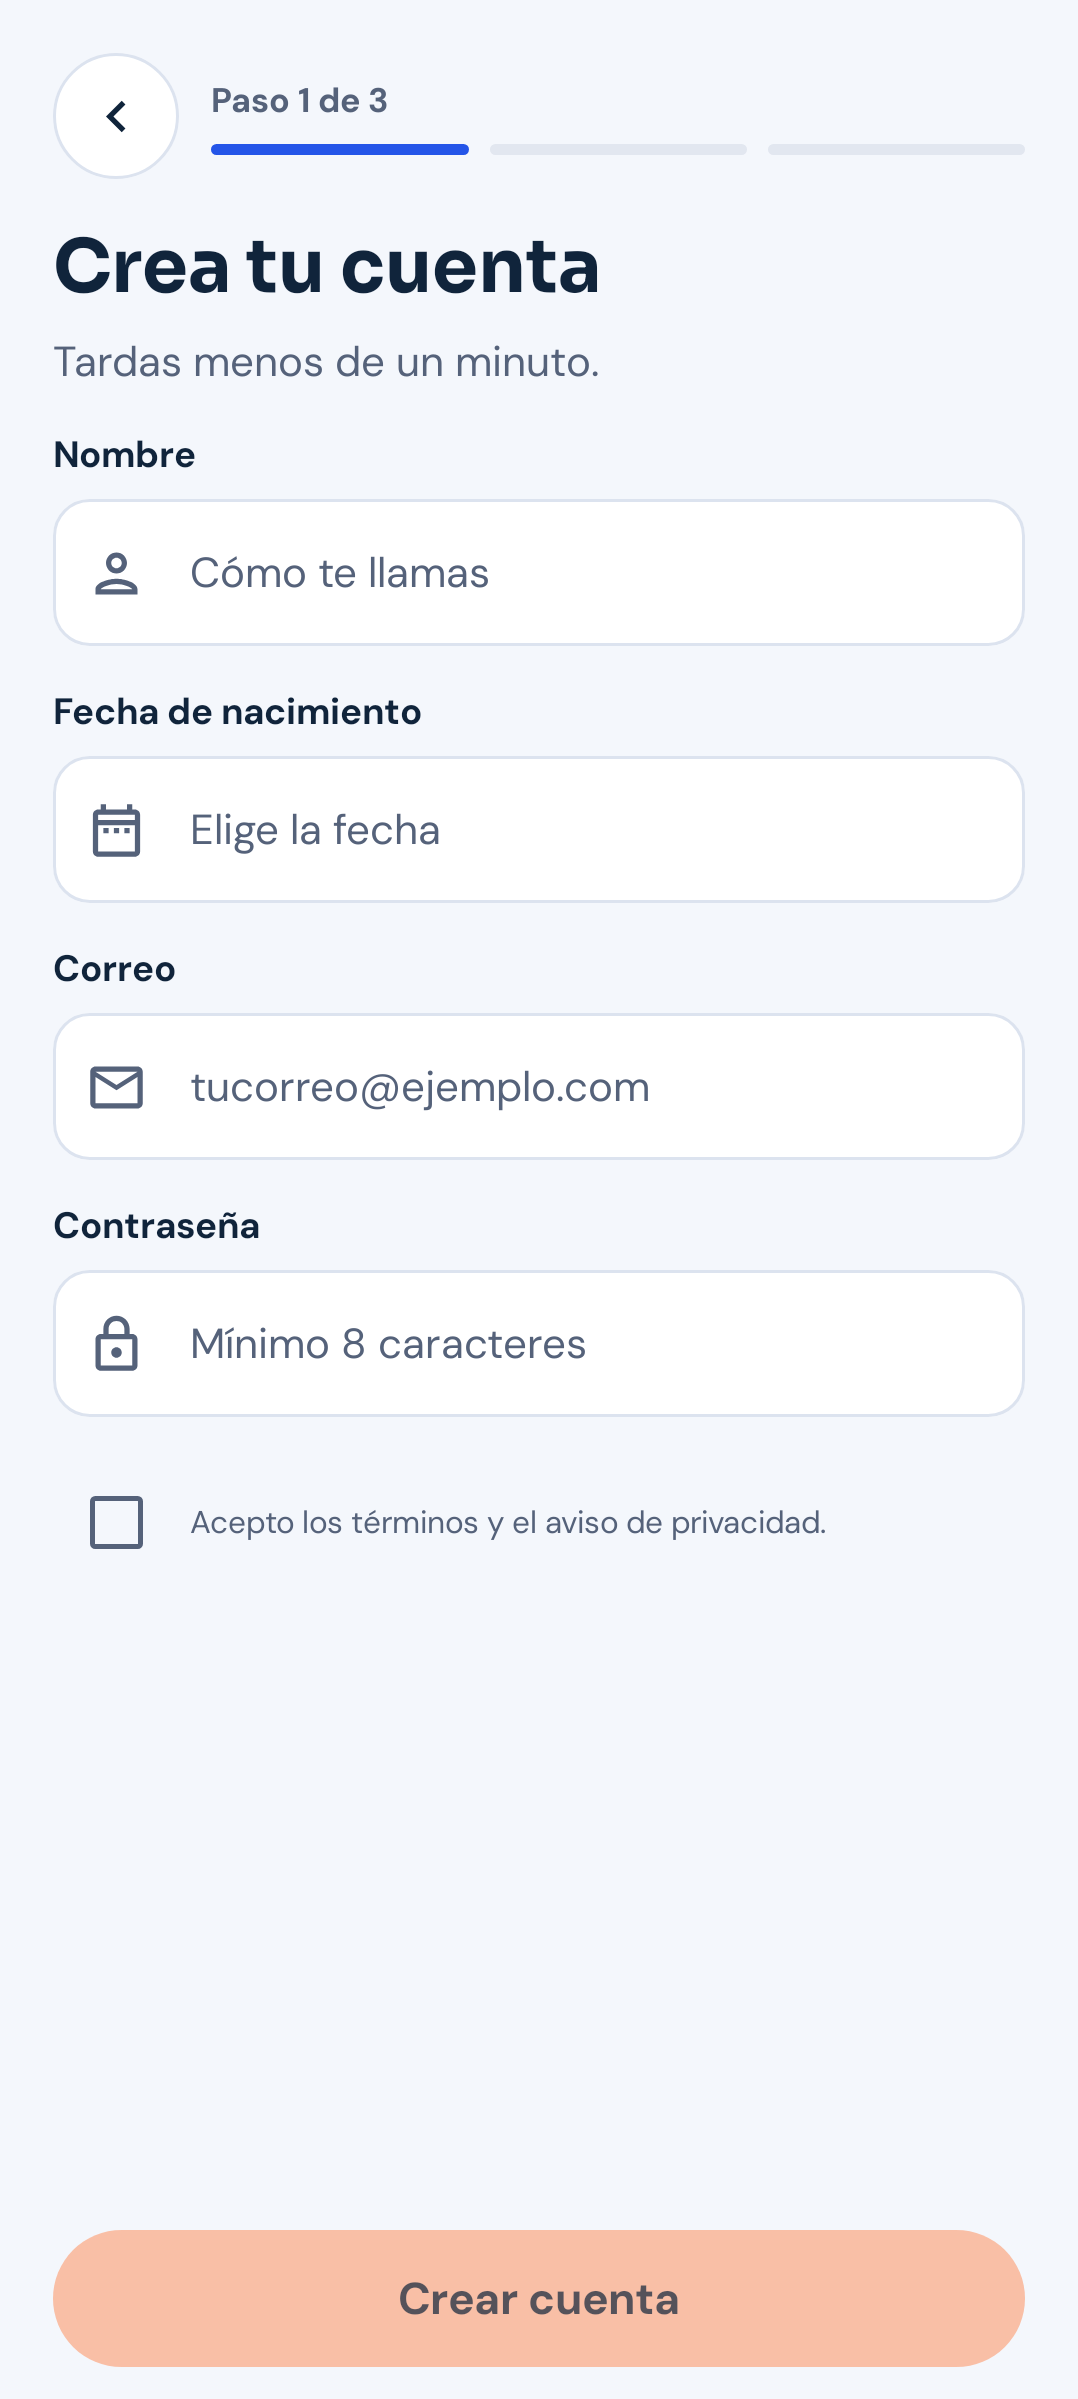 Paso 1 de 3
Crea tu cuenta
Tardas menos de un minuto.
Nombre
Cómo te llamas
Fecha de nacimiento
Elige la fecha
Correo
tucorreo@ejemplo.com
Contraseña
Mínimo 8 caracteres
Acepto los términos y el aviso de privacidad.
Crear cuenta